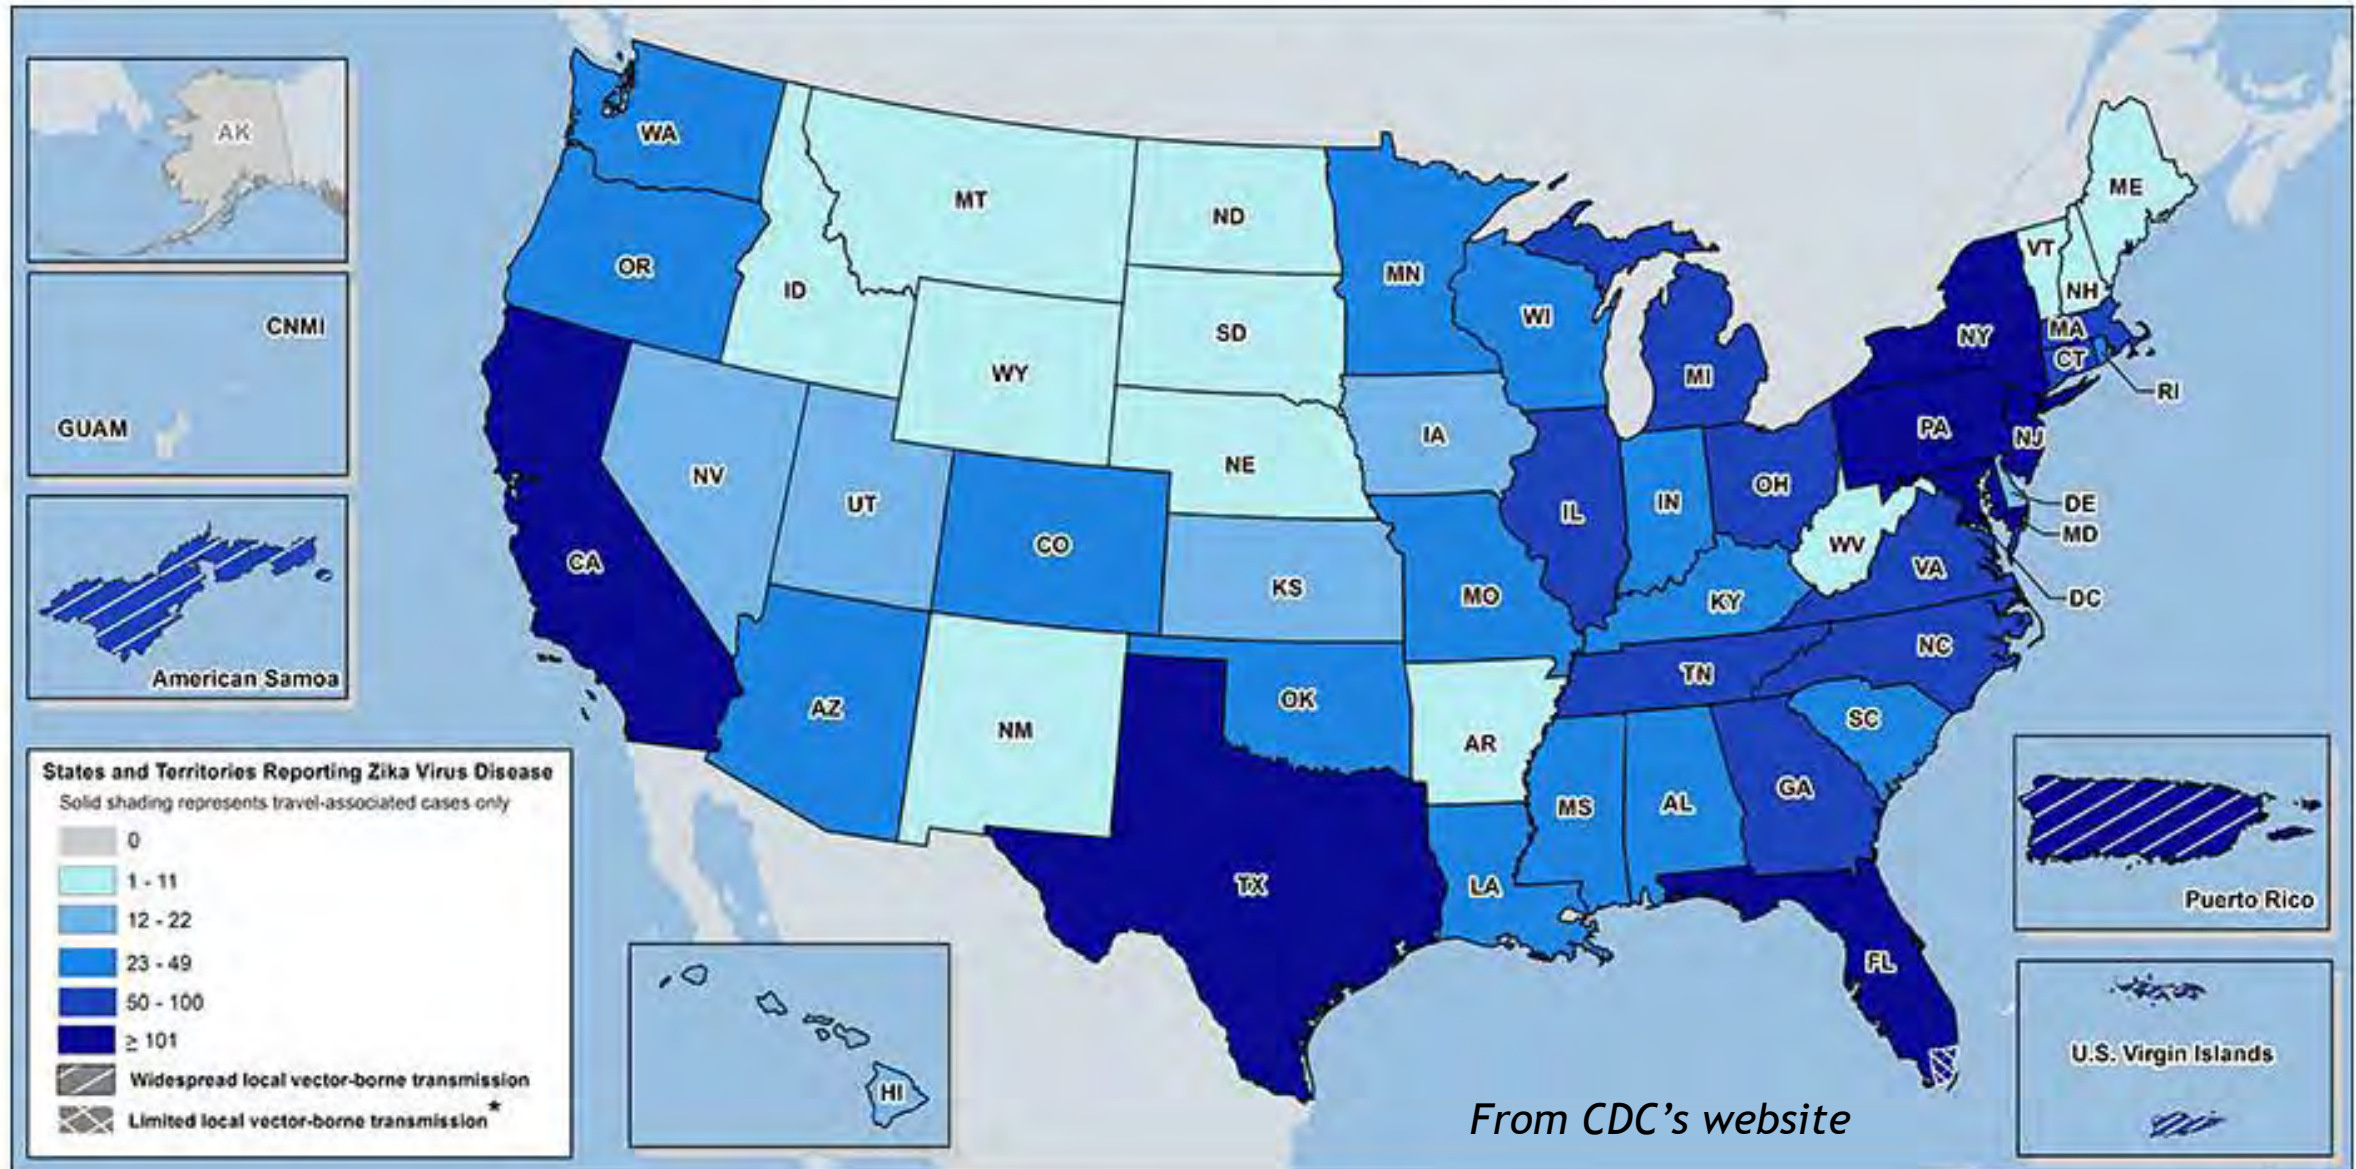 AK
CNMI
GUAM
American Samoa
States and Territories Reporting Zika Virus Disease
Solid shading represents travel-associated cases only
0
1 - 11
12 - 22
23 - 49
50 - 100
≥ 101
Widespread local vector-borne transmission
Limited local vector-borne transmission*
WA
MT
ND
MN
ME
OR
ID
SD
WI
VT
NH
WY
MI
NY
MA
CT
RI
NV
UT
NE
IA
PA
NJ
CA
CO
KS
MO
IL
IN
OH
WV
VA
DE
MD
DC
KY
AZ
NM
OK
AR
TN
NC
SC
TX
LA
MS
AL
GA
FL
HI
Puerto Rico
U.S. Virgin Islands
From CDC's website